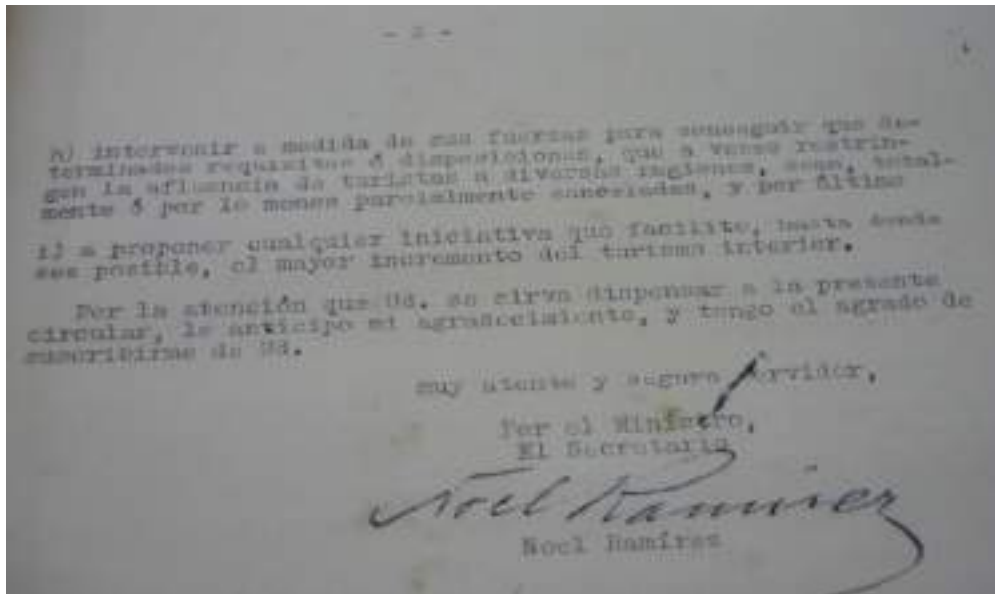 - 2 -
h) intervenir a medida de sus fuerzas para conseguir que de-
terminados requisitos ó disposiciones, que a veces restrin-
gen la afluencia de turistas a diversas regiones, sean, total-
mente ó por lo menos parcialmente cancelados, y por último
i) a proponer cualquier iniciativa que facilite, hasta donde
sea posible, el mayor incremento del turismo interior.
Por la atención que Ud. se sirva dispensar a la presente
circular, le anticipo mi agradecimiento, y tengo el agrado de
suscribirme de Ud.
muy atento y seguro servidor,
Por el Ministro,
El Secretario
Noel Ramírez
Noel Ramírez